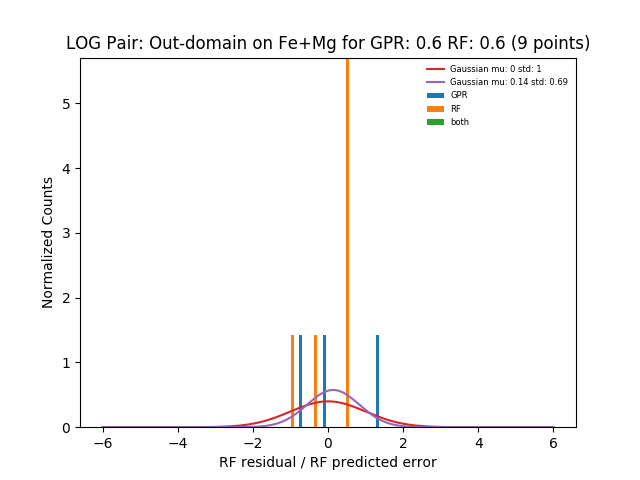 LOG Pair: Out-domain on Fe+Mg for GPR: 0.6 RF: 0.6 (9 points)
Gaussian mu: 0 std: 1
Gaussian mu: 0.14 std: 0.69
GPR
RF
both
Normalized Counts
5
4
3
2
1
0
−6
−4
−2
0
2
4
6
RF residual / RF predicted error